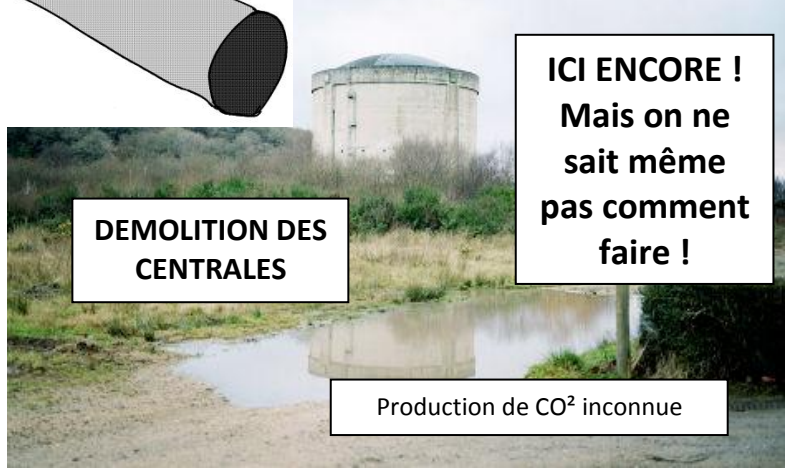 ICI ENCORE !
Mais on ne
sait même
pas comment
faire !
DEMOLITION DES
CENTRALES
Production de CO² inconnue